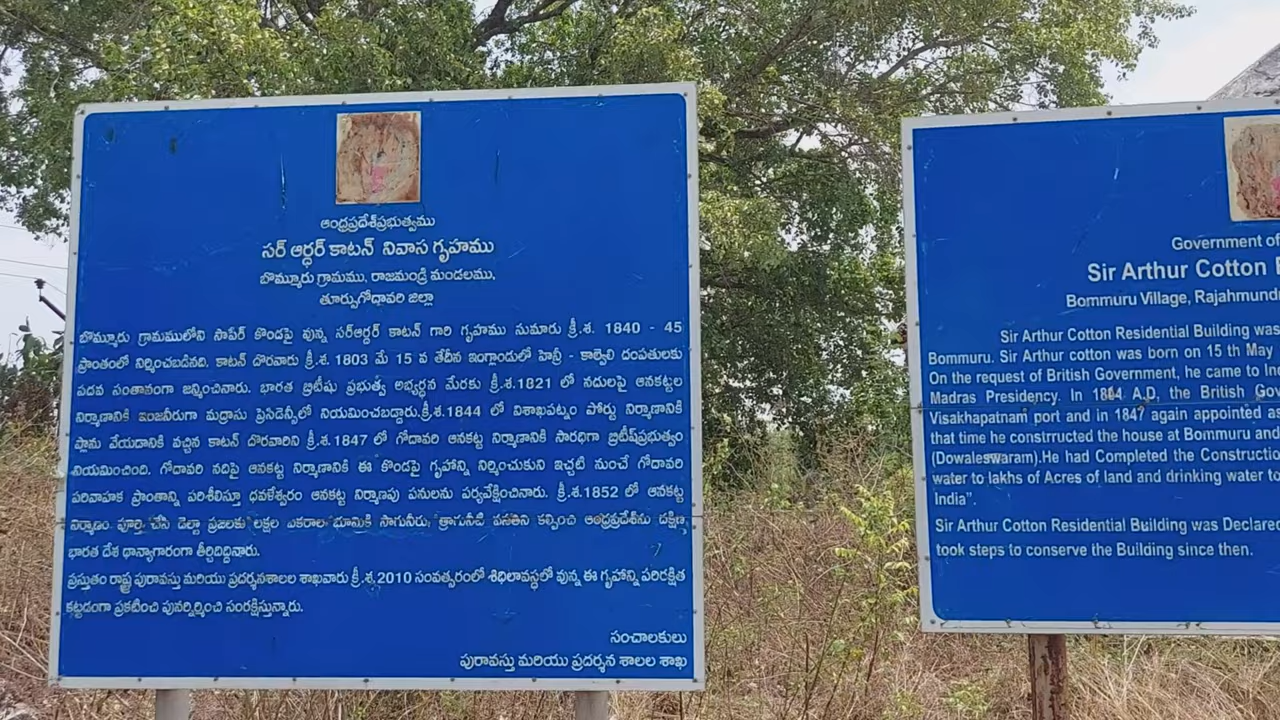 ఆంధ్రప్రదేశ్‌ప్రభుత్వము
సర్ ఆర్థర్ కాటన్ నివాస గృహము
బొమ్మూరు గ్రామము, రాజమండ్రి మండలము,
తూర్పుగోదావరి జిల్లా
బొమ్మూరు గ్రామములోని సాపేర్ కొండపై వున్న సర్ఆర్థర్ కాటన్ గారి గృహము సుమారు క్రీ.శ. 1840 - 45
ప్రాంతంలో నిర్మించబడినది. కాటన్ దొరవారు క్రీ.శ.1803 మే 15 వ తేదీన ఇంగ్లాండులో హెన్రీ - కాల్వెలి దంపతులకు
పదవ సంతానంగా జన్మించినారు. భారత బ్రిటీషు ప్రభుత్వ అభ్యర్థన మేరకు క్రీ.శ.1821 లో నదులపై ఆనకట్టల
నిర్మాణానికి ఇంజనీరుగా మద్రాసు ప్రెసిడెన్సీలో నియమించబడ్డారు.క్రీ.శ.1844 లో విశాఖపట్నం పోర్టు నిర్మాణానికి
ప్లాను వేయడానికి వచ్చిన కాటన్ దొరవారిని క్రీ.శ.1847 లో గోదావరి ఆనకట్ట నిర్మాణానికి సారధిగా బ్రిటీష్‌ప్రభుత్వం
నియమించింది. గోదావరి నదిపై ఆనకట్ట నిర్మాణానికి ఈ కొండపై గృహాన్ని నిర్మించుకుని ఇచ్చటి నుంచే గోదావరి
పరివాహక ప్రాంతాన్ని పరిశీలిస్తూ ధవళేశ్వరం ఆనకట్ట నిర్మాణపు పనులను పర్యవేక్షించినారు. క్రీ.శ.1852 లో ఆనకట్ట
నిర్మాణం పూర్తి చేసి డెల్టా ప్రజలకు లక్షల ఎకరాల భూమికి సాగునీరు, త్రాగునీటి వసతిని కల్పించి ఆంధ్రప్రదేశ్‌ను దక్షిణ
భారత దేశ ధాన్యాగారంగా తీర్చిదిద్దినారు.
ప్రస్తుతం రాష్ట్ర పురావస్తు మరియు ప్రదర్శనశాలల శాఖవారు క్రీ.శ.2010 సంవత్సరంలో శిధిలావస్థలో వున్న ఈ గృహాన్ని పరిరక్షిత
కట్టడంగా ప్రకటించి పునర్నిర్మించి సంరక్షిస్తున్నారు.
సంచాలకులు
పురావస్తు మరియు ప్రదర్శన శాలల శాఖ
Government of
Sir Arthur Cotton
Bommuru Village, Rajahmundr
Sir Arthur Cotton Residential Building was
Bommuru. Sir Arthur cotton was born on 15 th May
On the request of British Government, he came to Ind
Madras Presidency. In 1864 A.D, the British Gov
Visakhapatnam port and in 1847 again appointed as
that time he constrructed the house at Bommuru and
(Dowaleswaram).He had Completed the Constructio
water to lakhs of Acres of land and drinking water to
India”.
Sir Arthur Cotton Residential Building was Declared
took steps to conserve the Building since then.